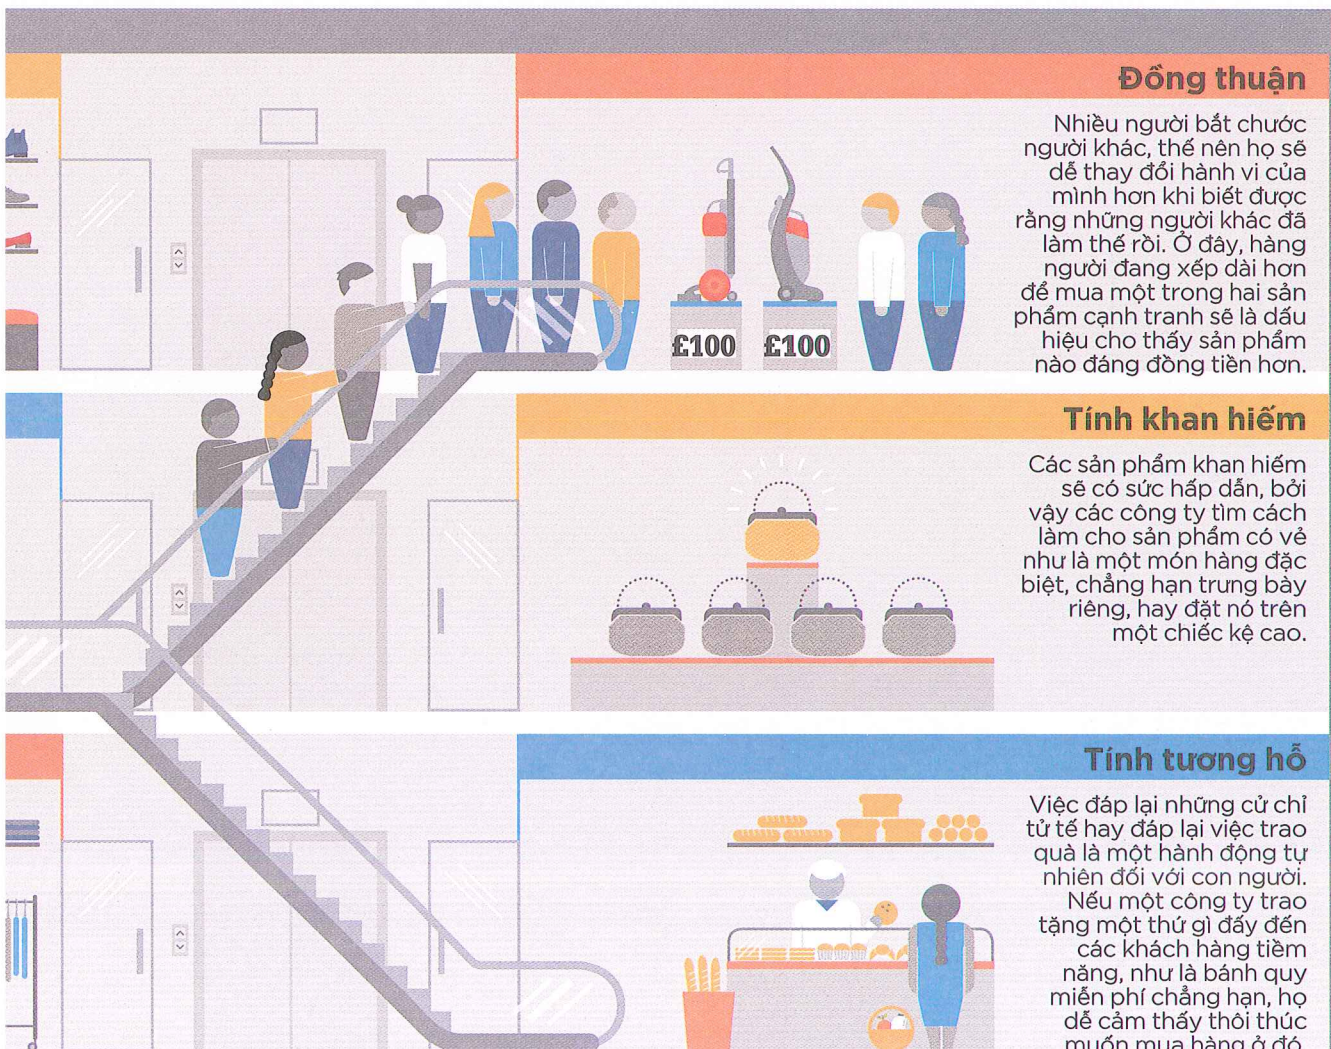 Đồng thuận
Nhiều người bắt chước
người khác, thế nên họ sẽ
dễ thay đổi hành vi của
mình hơn khi biết được
rằng những người khác đã
làm thế rồi. Ở đây, hàng
người đang xếp dài hơn
để mua một trong hai sản
phẩm cạnh tranh sẽ là dấu
hiệu cho thấy sản phẩm
nào đáng đồng tiền hơn.
£100 £100
Tính khan hiếm
Các sản phẩm khan hiếm
sẽ có sức hấp dẫn, bởi
vậy các công ty tìm cách
làm cho sản phẩm có vẻ
như là một món hàng đặc
biệt, chẳng hạn trưng bày
riêng, hay đặt nó trên
một chiếc kệ cao.
Tính tương hỗ
Việc đáp lại những cử chỉ
tử tế hay đáp lại việc trao
quà là một hành động tự
nhiên đối với con người.
Nếu một công ty trao
tặng một thứ gì đấy đến
các khách hàng tiềm
năng, như là bánh quy
miễn phí chẳng hạn, họ
dễ cảm thấy thôi thúc
muốn mua hàng ở đó.